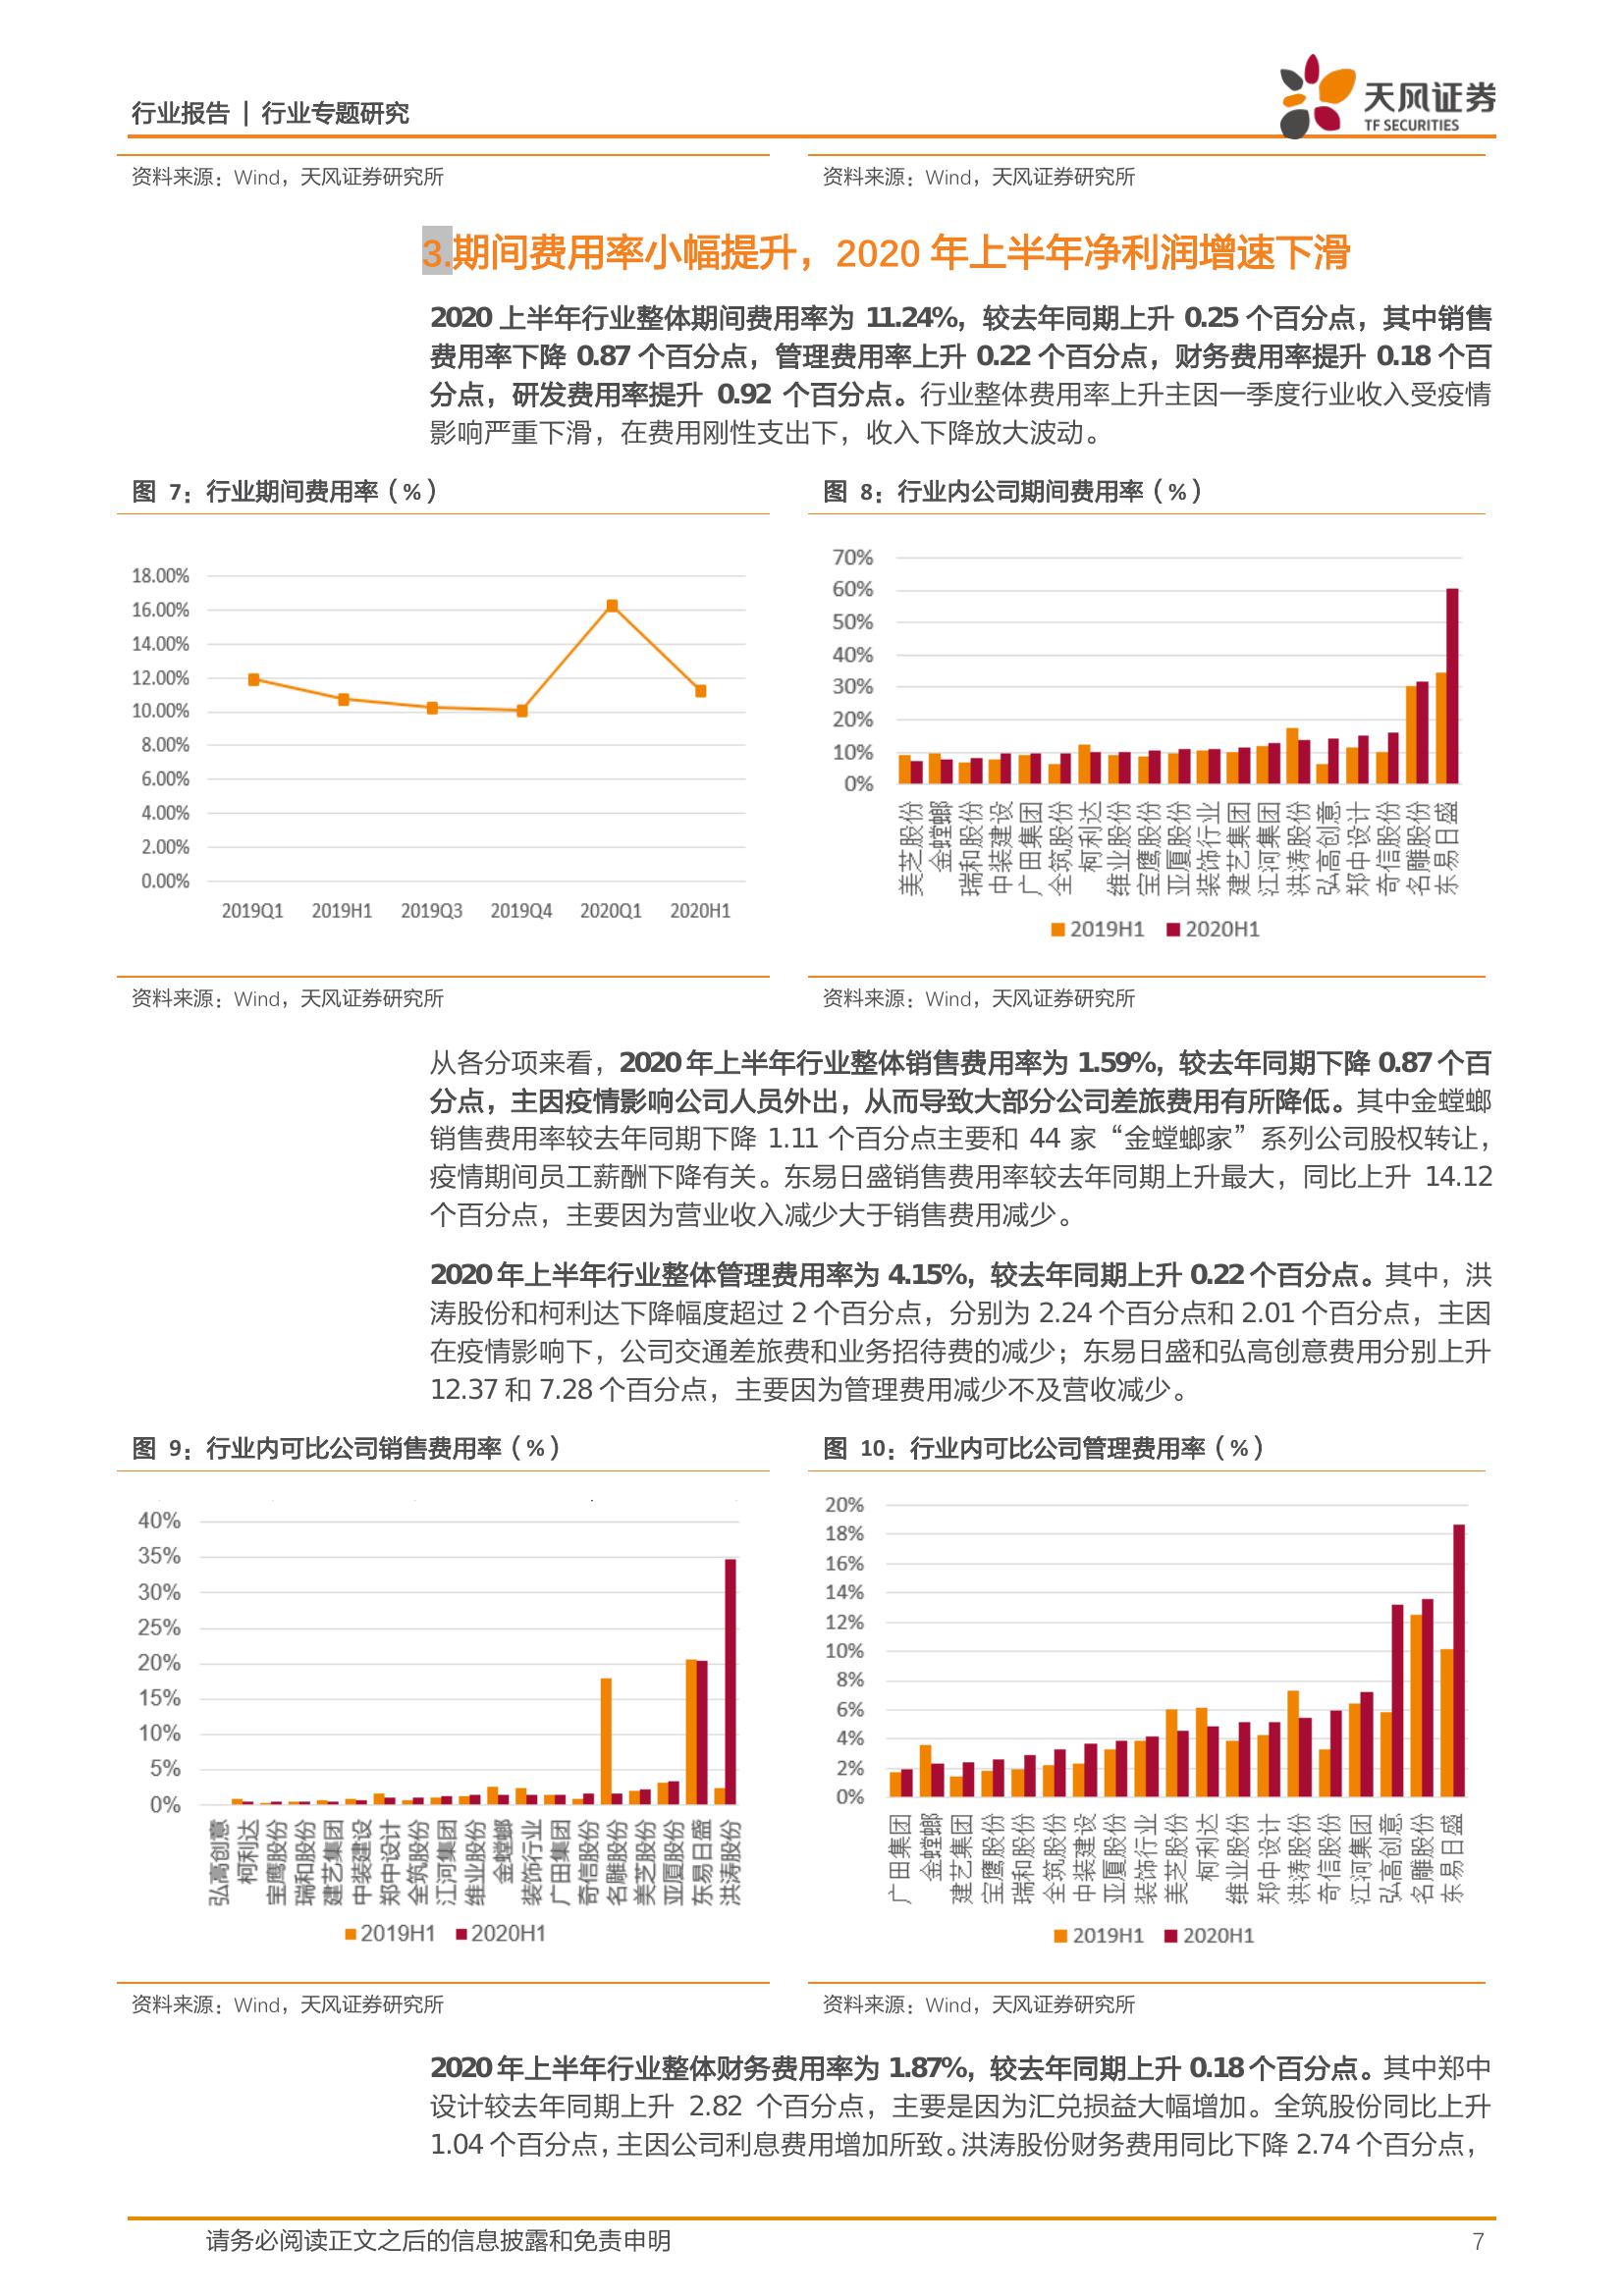 行业报告 | 行业专题研究
天风证券
TF SECURITIES
资料来源：Wind，天风证券研究所
资料来源：Wind，天风证券研究所
3.期间费用率小幅提升，2020 年上半年净利润增速下滑
2020 上半年行业整体期间费用率为 11.24%，较去年同期上升 0.25 个百分点，其中销售
费用率下降 0.87 个百分点，管理费用率上升 0.22 个百分点，财务费用率提升 0.18 个百
分点，研发费用率提升 0.92 个百分点。行业整体费用率上升主因一季度行业收入受疫情
影响严重下滑，在费用刚性支出下，收入下降放大波动。
图 7：行业期间费用率（%）
18.00%
16.00%
14.00%
12.00%
10.00%
8.00%
6.00%
4.00%
2.00%
0.00%
2019Q1 2019H1 2019Q3 2019Q4 2020Q1 2020H1
资料来源：Wind，天风证券研究所
图 8：行业内公司期间费用率（%）
70%
60%
50%
40%
30%
20%
10%
0%
美芝股份 金螳螂 瑞和股份 中装建设 广田集团 全筑股份 柯利达 维业股份 宝鹰股份 亚厦股份 装饰行业 建艺集团 江河集团 洪涛股份 弘高创意 郑中设计 奇信股份 名雕股份 东易日盛
2019H1 2020H1
资料来源：Wind，天风证券研究所
从各分项来看，2020 年上半年行业整体销售费用率为 1.59%，较去年同期下降 0.87 个百
分点，主因疫情影响公司人员外出，从而导致大部分公司差旅费用有所降低。其中金螳螂
销售费用率较去年同期下降 1.11 个百分点主要和 44 家“金螳螂家”系列公司股权转让，
疫情期间员工薪酬下降有关。东易日盛销售费用率较去年同期上升最大，同比上升 14.12
个百分点，主要因为营业收入减少大于销售费用减少。
2020 年上半年行业整体管理费用率为 4.15%，较去年同期上升 0.22 个百分点。其中，洪
涛股份和柯利达下降幅度超过 2 个百分点，分别为 2.24 个百分点和 2.01 个百分点，主因
在疫情影响下，公司交通差旅费和业务招待费的减少；东易日盛和弘高创意费用分别上升
12.37 和 7.28 个百分点，主要因为管理费用减少不及营收减少。
图 9：行业内可比公司销售费用率（%）
40%
35%
30%
25%
20%
15%
10%
5%
0%
弘高创意 柯利达 宝鹰股份 瑞和股份 建艺集团 中装建设 郑中设计 全筑股份 江河集团 维业股份 金螳螂 装饰行业 广田集团 奇信股份 名雕股份 美芝股份 亚厦股份 东易日盛 洪涛股份
2019H1 2020H1
资料来源：Wind，天风证券研究所
图 10：行业内可比公司管理费用率（%）
20%
18%
16%
14%
12%
10%
8%
6%
4%
2%
0%
广田集团 金螳螂 建艺集团 宝鹰股份 瑞和股份 全筑股份 中装建设 亚厦股份 装饰行业 美芝股份 柯利达 维业股份 郑中设计 洪涛股份 奇信股份 江河集团 弘高创意 名雕股份 东易日盛
2019H1 2020H1
资料来源：Wind，天风证券研究所
2020 年上半年行业整体财务费用率为 1.87%，较去年同期上升 0.18 个百分点。其中郑中
设计较去年同期上升 2.82 个百分点，主要是因为汇兑损益大幅增加。全筑股份同比上升
1.04 个百分点，主因公司利息费用增加所致。洪涛股份财务费用同比下降 2.74 个百分点，
请务必阅读正文之后的信息披露和免责申明
7